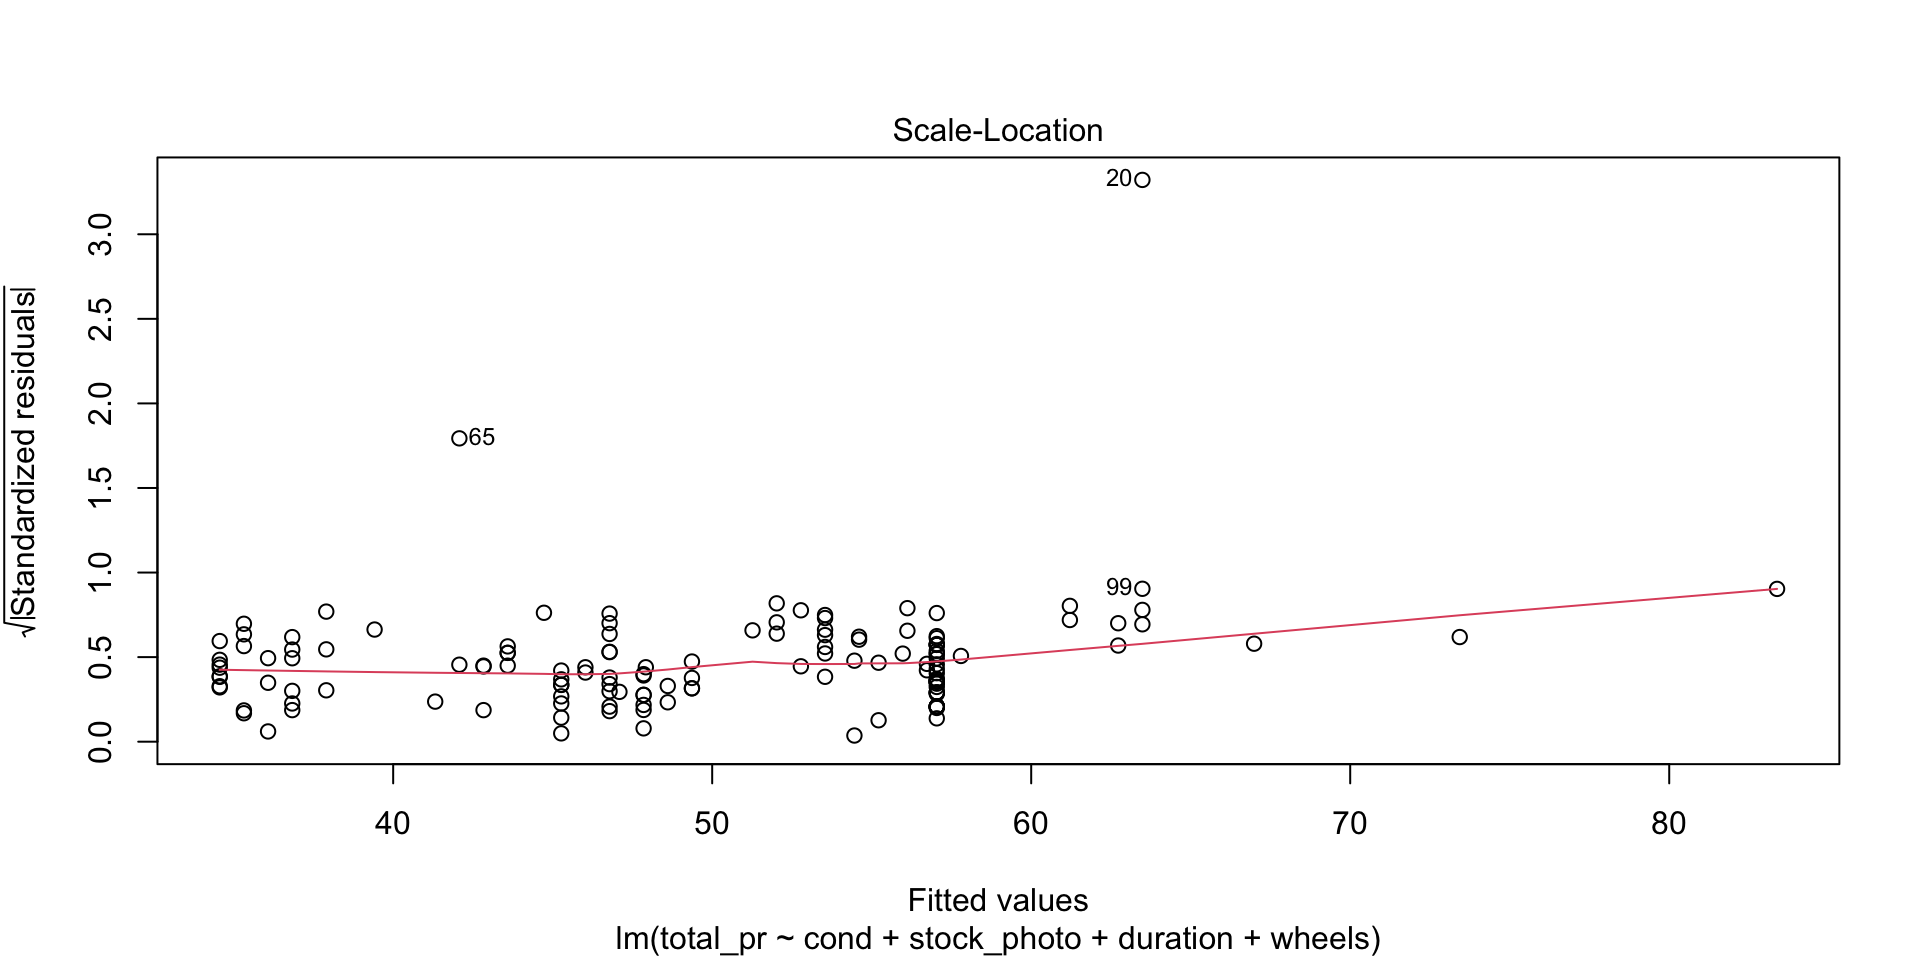 Scale-Location
√|Standardized residuals|
3.0
2.5
2.0
1.5
1.0
0.5
0.0
20
65
99
40 50 60 70 80
Fitted values
lm(total_pr ~ cond + stock_photo + duration + wheels)